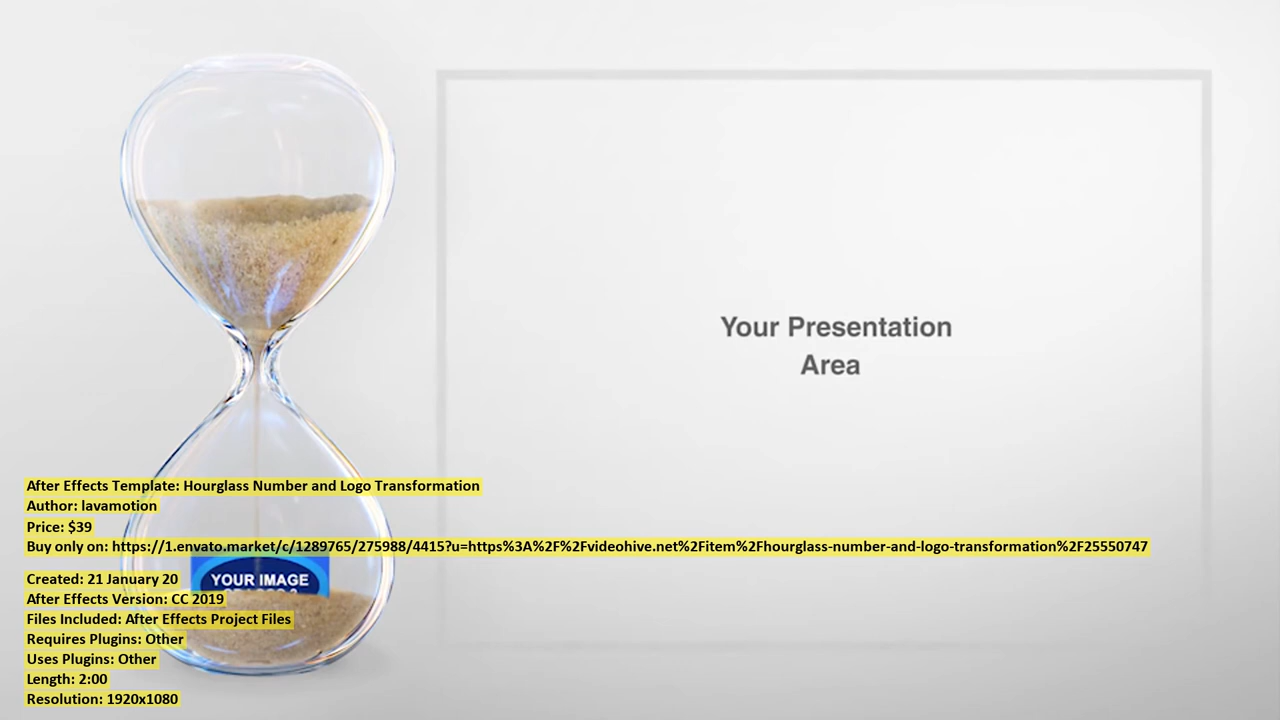 Your Presentation
Area
After Effects Template: Hourglass Number and Logo Transformation
Author: lavamotion
Price: $39
Buy only on: https://1.envato.market/c/1289765/275988/4415?u=https%3A%2F%2Fvideohive.net%2Fitem%2Fhourglass-number-and-logo-transformation%2F25550747
YOUR IMAGE
Created: 21 January 20
After Effects Version: CC 2019
Files Included: After Effects Project Files
Requires Plugins: Other
Uses Plugins: Other
Length: 2:00
Resolution: 1920x1080